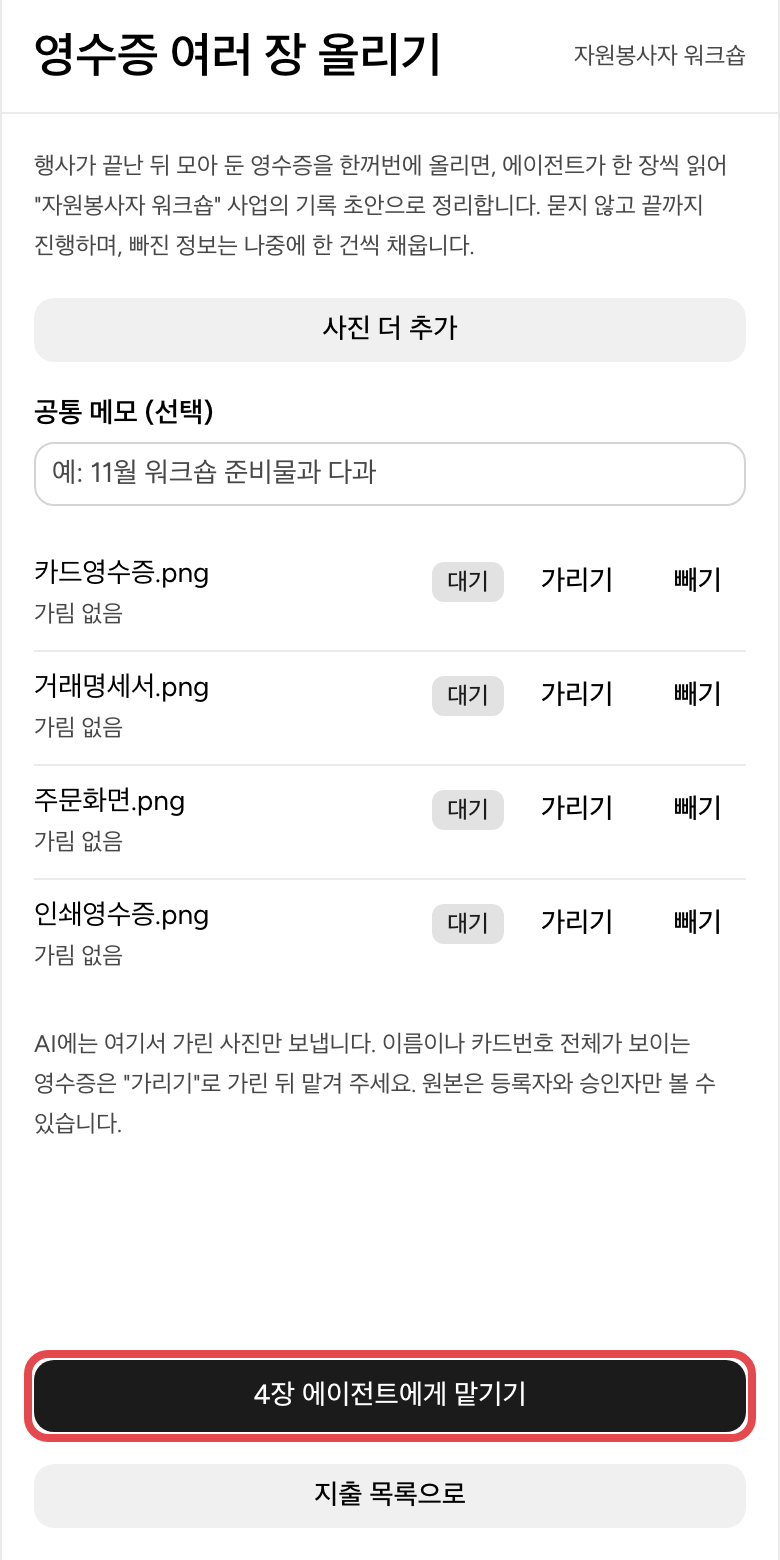 영수증 여러 장 올리기
자원봉사자 워크숍
행사가 끝난 뒤 모아 둔 영수증을 한꺼번에 올리면, 에이전트가 한 장씩 읽어
"자원봉사자 워크숍" 사업의 기록 초안으로 정리합니다. 묻지 않고 끝까지
진행하며, 빠진 정보는 나중에 한 건씩 채웁니다.
사진 더 추가
공통 메모 (선택)
예: 11월 워크숍 준비물과 다과
카드영수증.png
대기
가리기
빼기
가림 없음
거래명세서.png
대기
가리기
빼기
가림 없음
주문화면.png
대기
가리기
빼기
가림 없음
인쇄영수증.png
대기
가리기
빼기
가림 없음
AI에는 여기서 가린 사진만 보냅니다. 이름이나 카드번호 전체가 보이는
영수증은 "가리기"로 가린 뒤 맡겨 주세요. 원본은 등록자와 승인자만 볼 수
있습니다.
4장 에이전트에게 맡기기
지출 목록으로